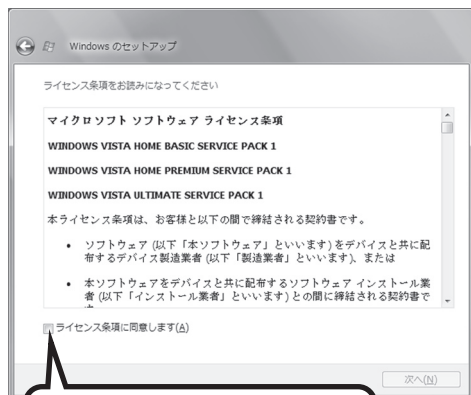 Windows のセットアップ
ライセンス条項をお読みになってください
マイクロソフト ソフトウェア ライセンス条項
WINDOWS VISTA HOME BASIC SERVICE PACK 1
WINDOWS VISTA HOME PREMIUM SERVICE PACK 1
WINDOWS VISTA ULTIMATE SERVICE PACK 1
本ライセンス条項は、お客様と以下の間で締結される契約書です。
• ソフトウェア (以下「本ソフトウェア」といいます) をデバイスと共に配
布するデバイス製造業者 (以下「製造業者」といいます)、または
• 本ソフトウェアをデバイスと共に配布するソフトウェア インストール業
者 (以下「インストール業者」といいます) との間に締結される契約書で
ライセンス条項に同意します(A)
次へ(N)